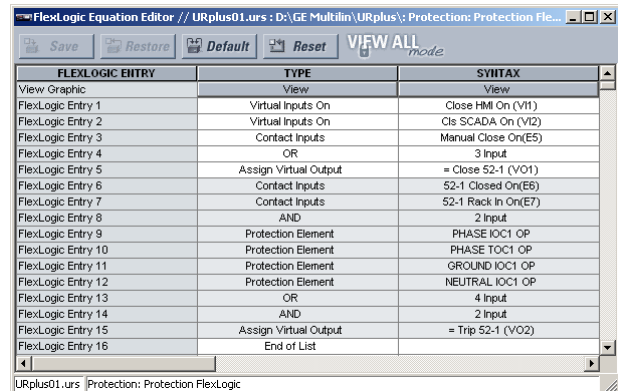 FlexLogic Equation Editor // URplus01.urs : D:\GE Multilin\URplus\: Protection: Protection Fle...
Save Restore Default Reset VIEW ALL mode
FLEXLOGIC ENTRY TYPE SYNTAX
View Graphic View View
FlexLogic Entry 1 Virtual Inputs On Close HMI On (VI1)
FlexLogic Entry 2 Virtual Inputs On Cls SCADA On (VI2)
FlexLogic Entry 3 Contact Inputs Manual Close On(E5)
FlexLogic Entry 4 OR 3 Input
FlexLogic Entry 5 Assign Virtual Output = Close 52-1 (VO1)
FlexLogic Entry 6 Contact Inputs 52-1 Closed On(E6)
FlexLogic Entry 7 Contact Inputs 52-1 Rack In On(E7)
FlexLogic Entry 8 AND 2 Input
FlexLogic Entry 9 Protection Element PHASE IOC1 OP
FlexLogic Entry 10 Protection Element PHASE TOC1 OP
FlexLogic Entry 11 Protection Element GROUND IOC1 OP
FlexLogic Entry 12 Protection Element NEUTRAL IOC1 OP
FlexLogic Entry 13 OR 4 Input
FlexLogic Entry 14 AND 2 Input
FlexLogic Entry 15 Assign Virtual Output = Trip 52-1 (VO2)
FlexLogic Entry 16 End of List
URplus01.urs Protection: Protection FlexLogic